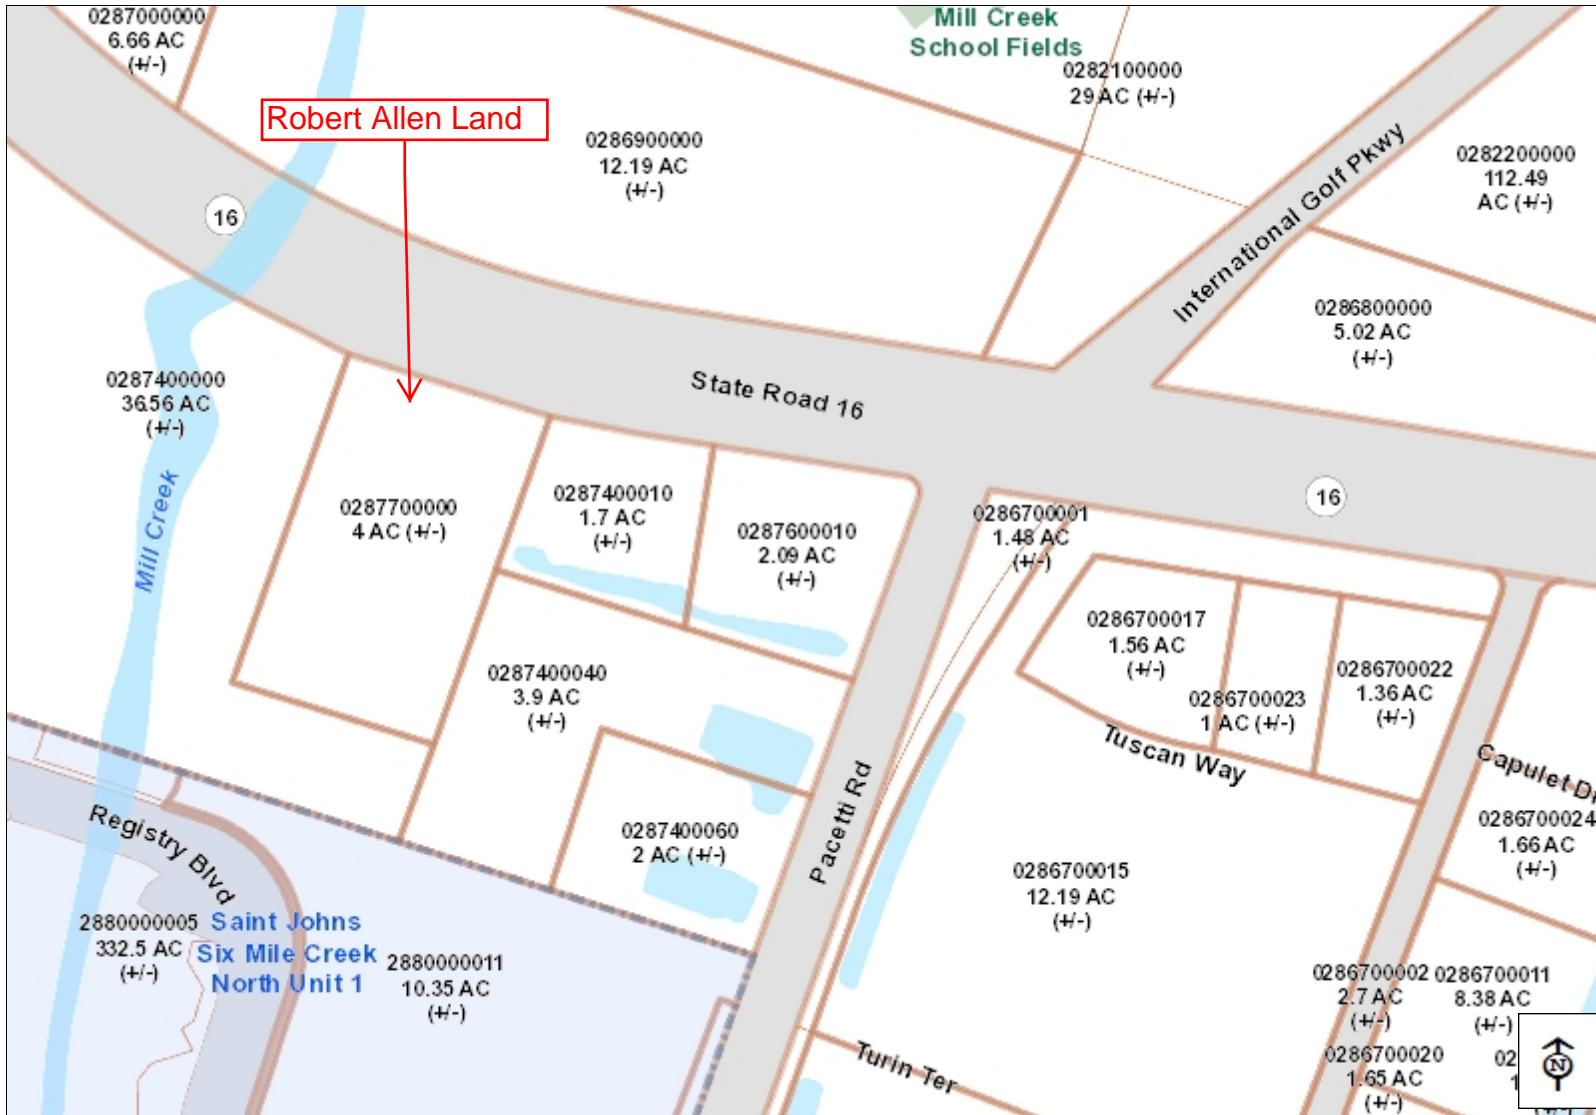 0287000000
6.66 AC
(+/-)
Mill Creek
School Fields
0282100000
29 AC (+/-)
Robert Allen Land
0286900000
12.19 AC
(+/-)
International Golf Pkwy
0282200000
112.49
AC (+/-)
16
0286800000
5.02 AC
(+/-)
0287400000
36.56 AC
(+/-)
State Road 16
Mill Creek
0287700000
4 AC (+/-)
0287400010
1.7 AC
(+/-)
0287600010
2.09 AC
(+/-)
0286700001
1.48 AC
(+/-)
16
0286700017
1.56 AC
(+/-)
0286700023
1 AC (+/-)
0286700022
1.36 AC
(+/-)
0287400040
3.9 AC
(+/-)
Tuscan Way
Capulet Dr
Pacetti Rd
Registry Blvd
0287400060
2 AC (+/-)
0286700024
1.66 AC
(+/-)
0286700015
12.19 AC
(+/-)
2880000005
332.5 AC
(+/-)
Saint Johns
Six Mile Creek
North Unit 1
2880000011
10.35 AC
(+/-)
0286700002
2.7 AC
(+/-)
0286700011
8.38 AC
(+/-)
Turin Ter
0286700020
1.65 AC
(+/-)
02
1
N